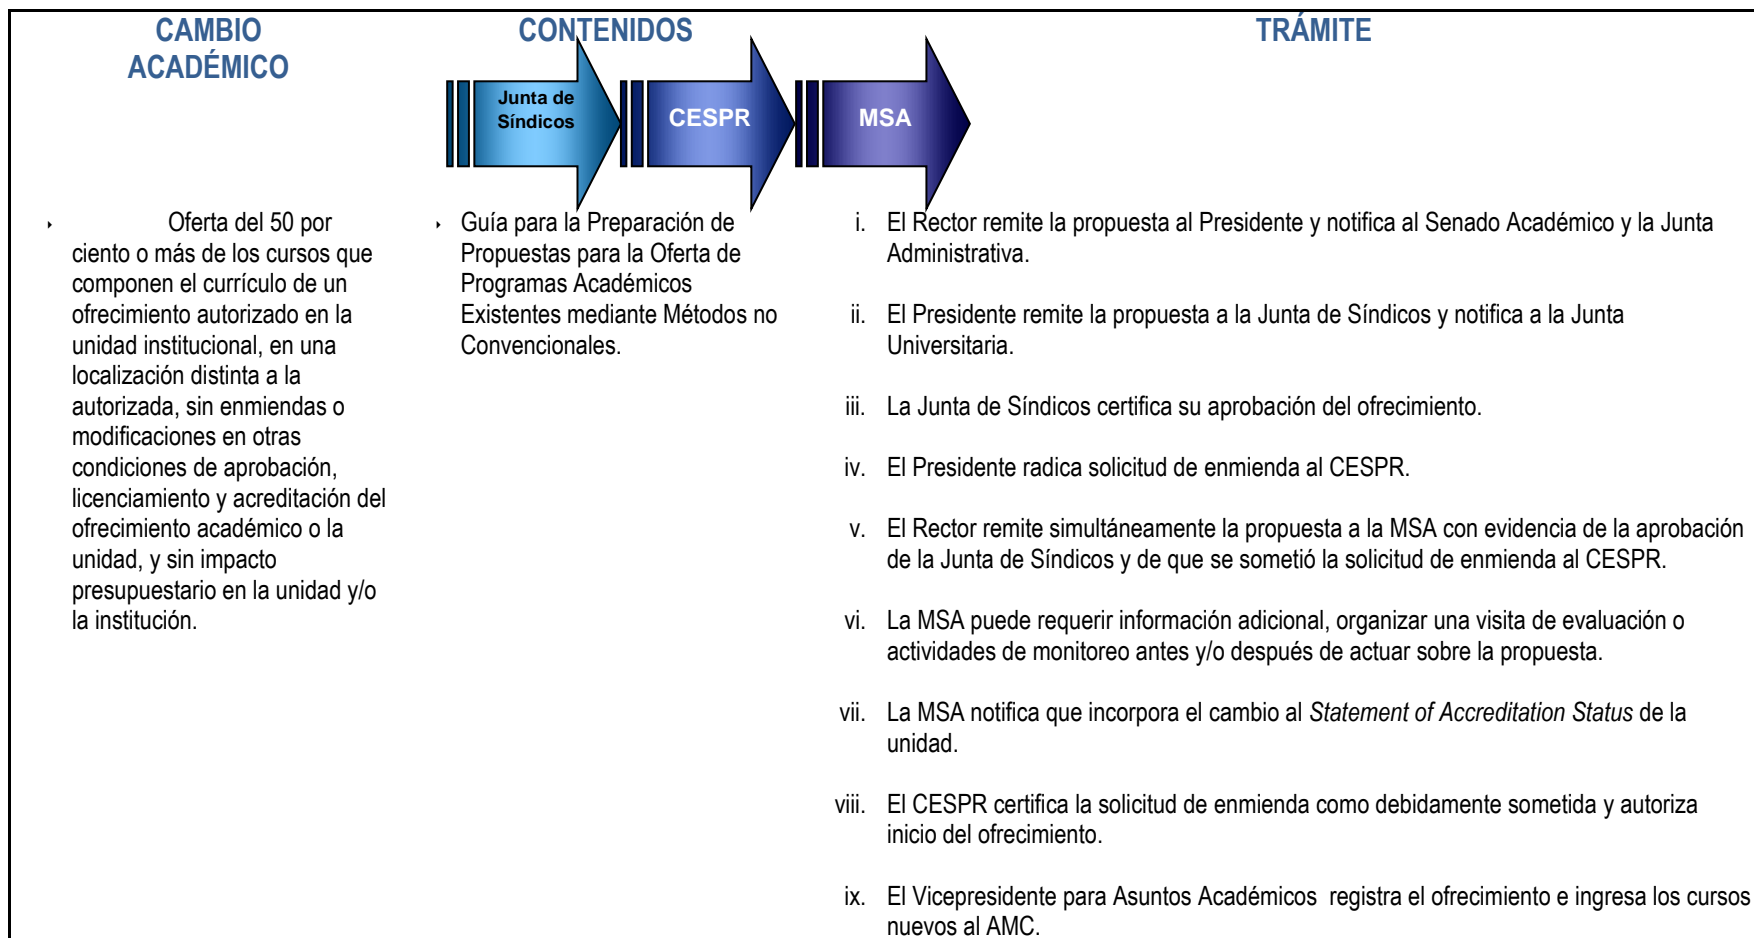 CAMBIO
ACADÉMICO
CONTENIDOS
TRÁMITE
Junta de
Síndicos
CESPR
MSA
Oferta del 50 por
ciento o más de los cursos que
componen el currículo de un
ofrecimiento autorizado en la
unidad institucional, en una
localización distinta a la
autorizada, sin enmiendas o
modificaciones en otras
condiciones de aprobación,
licenciamiento y acreditación del
ofrecimiento académico o la
unidad, y sin impacto
presupuestario en la unidad y/o
la institución.
Guía para la Preparación de
Propuestas para la Oferta de
Programas Académicos
Existentes mediante Métodos no
Convencionales.
i. El Rector remite la propuesta al Presidente y notifica al Senado Académico y la Junta
Administrativa.
ii. El Presidente remite la propuesta a la Junta de Síndicos y notifica a la Junta
Universitaria.
iii. La Junta de Síndicos certifica su aprobación del ofrecimiento.
iv. El Presidente radica solicitud de enmienda al CESPR.
v. El Rector remite simultáneamente la propuesta a la MSA con evidencia de la aprobación
de la Junta de Síndicos y de que se sometió la solicitud de enmienda al CESPR.
vi. La MSA puede requerir información adicional, organizar una visita de evaluación o
actividades de monitoreo antes y/o después de actuar sobre la propuesta.
vii. La MSA notifica que incorpora el cambio al Statement of Accreditation Status de la
unidad.
viii. El CESPR certifica la solicitud de enmienda como debidamente sometida y autoriza
inicio del ofrecimiento.
ix. El Vicepresidente para Asuntos Académicos registra el ofrecimiento e ingresa los cursos
nuevos al AMC.